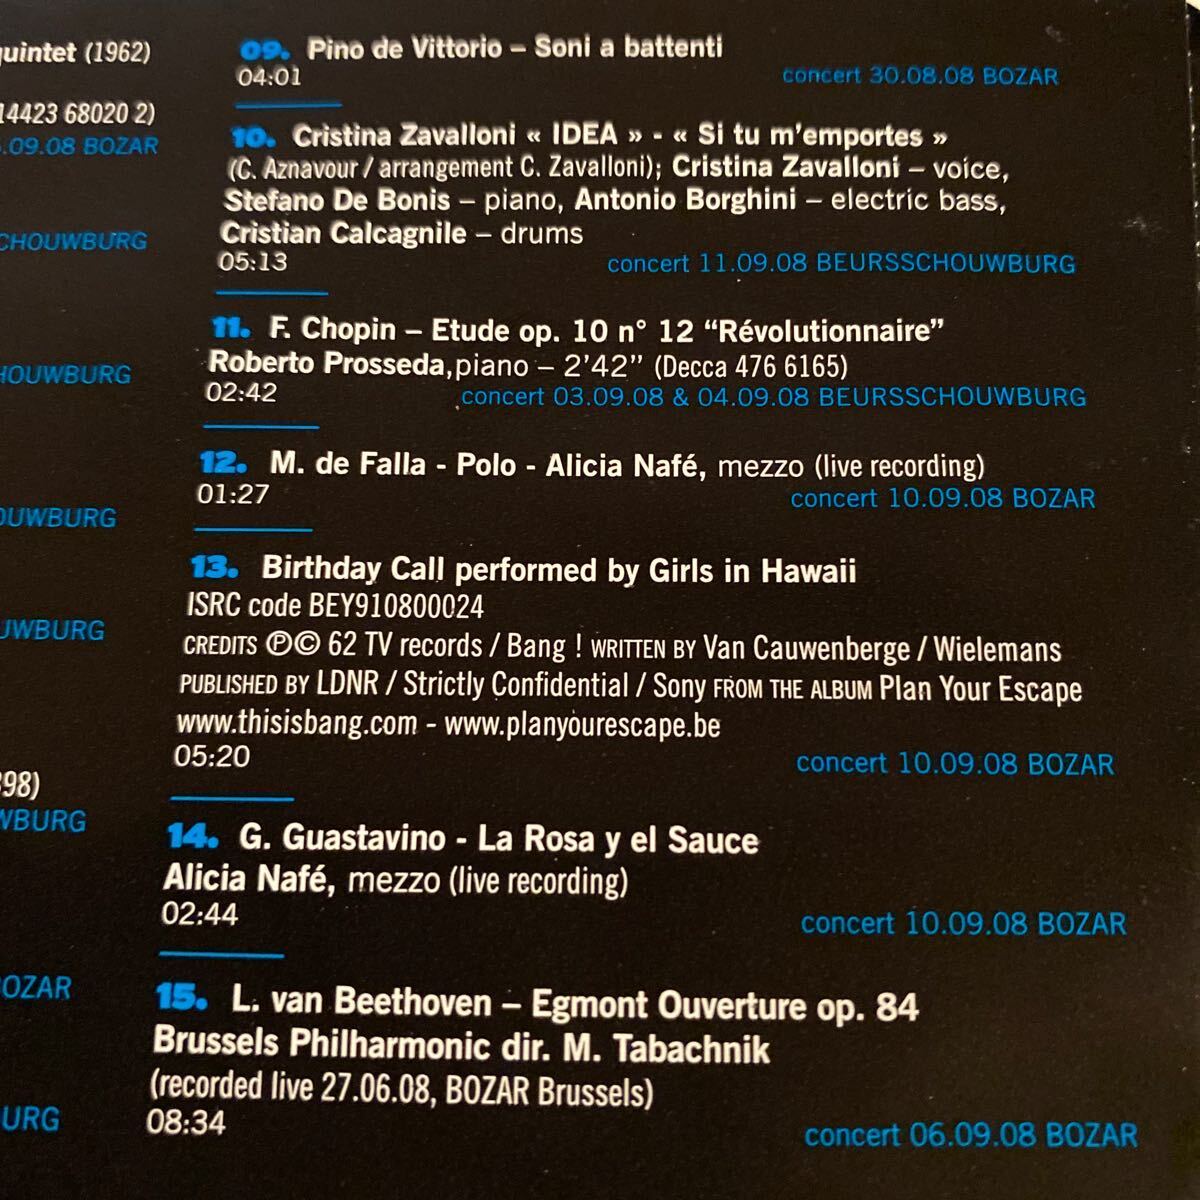 quintet (1962)
14423 68020 2)
.09.08 BOZAR
CHOUWBURG
HOUWBURG
OUWBURG
UWBURG
98)
WBURG
BOZAR
BURG
09. Pino de Vittorio – Soni a battenti
04:01
concert 30.08.08 BOZAR
10. Cristina Zavalloni « IDEA » - « Si tu m'emportes »
(C. Aznavour / arrangement C. Zavalloni); Cristina Zavalloni – voice,
Stefano De Bonis – piano, Antonio Borghini – electric bass,
Cristian Calcagnile – drums
05:13
concert 11.09.08 BEURSSCHOUWBURG
11. F. Chopin – Etude op. 10 n° 12 “Révolutionnaire”
Roberto Prosseda,piano – 2’42” (Decca 476 6165)
02:42
concert 03.09.08 & 04.09.08 BEURSSCHOUWBURG
12. M. de Falla - Polo - Alicia Nafé, mezzo (live recording)
01:27
concert 10.09.08 BOZAR
13. Birthday Call performed by Girls in Hawaii
ISRC code BEY910800024
CREDITS ℗© 62 TV records / Bang ! WRITTEN BY Van Cauwenberge / Wielemans
PUBLISHED BY LDNR / Strictly Confidential / Sony FROM THE ALBUM Plan Your Escape
www.thisisbang.com - www.planyourescape.be
05:20
concert 10.09.08 BOZAR
14. G. Guastavino - La Rosa y el Sauce
Alicia Nafé, mezzo (live recording)
02:44
concert 10.09.08 BOZAR
15. L. van Beethoven – Egmont Ouverture op. 84
Brussels Philharmonic dir. M. Tabachnik
(recorded live 27.06.08, BOZAR Brussels)
08:34
concert 06.09.08 BOZAR